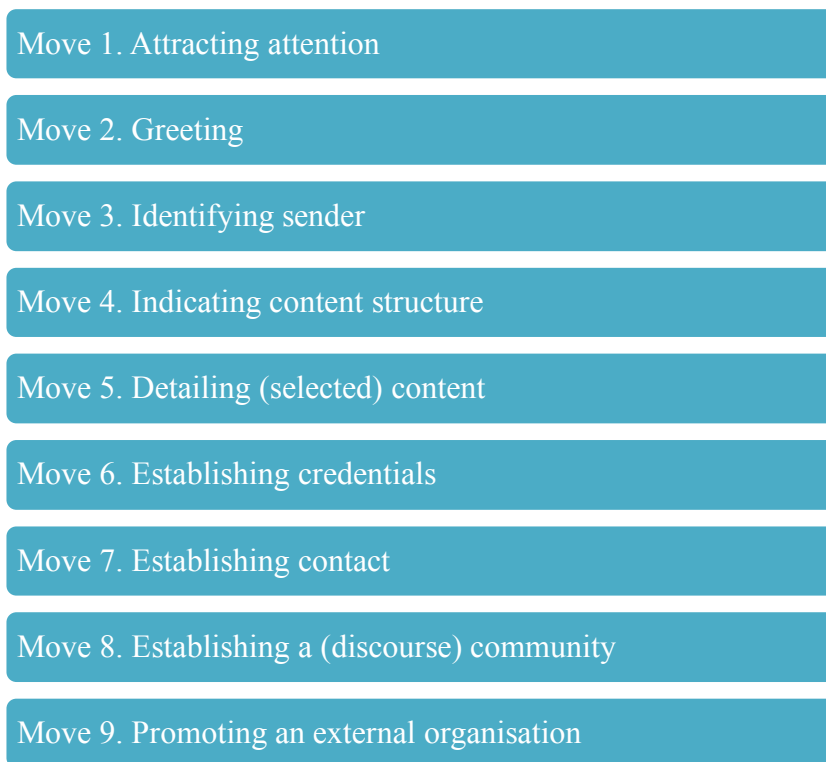 Move 1. Attracting attention
Move 2. Greeting
Move 3. Identifying sender
Move 4. Indicating content structure
Move 5. Detailing (selected) content
Move 6. Establishing credentials
Move 7. Establishing contact
Move 8. Establishing a (discourse) community
Move 9. Promoting an external organisation